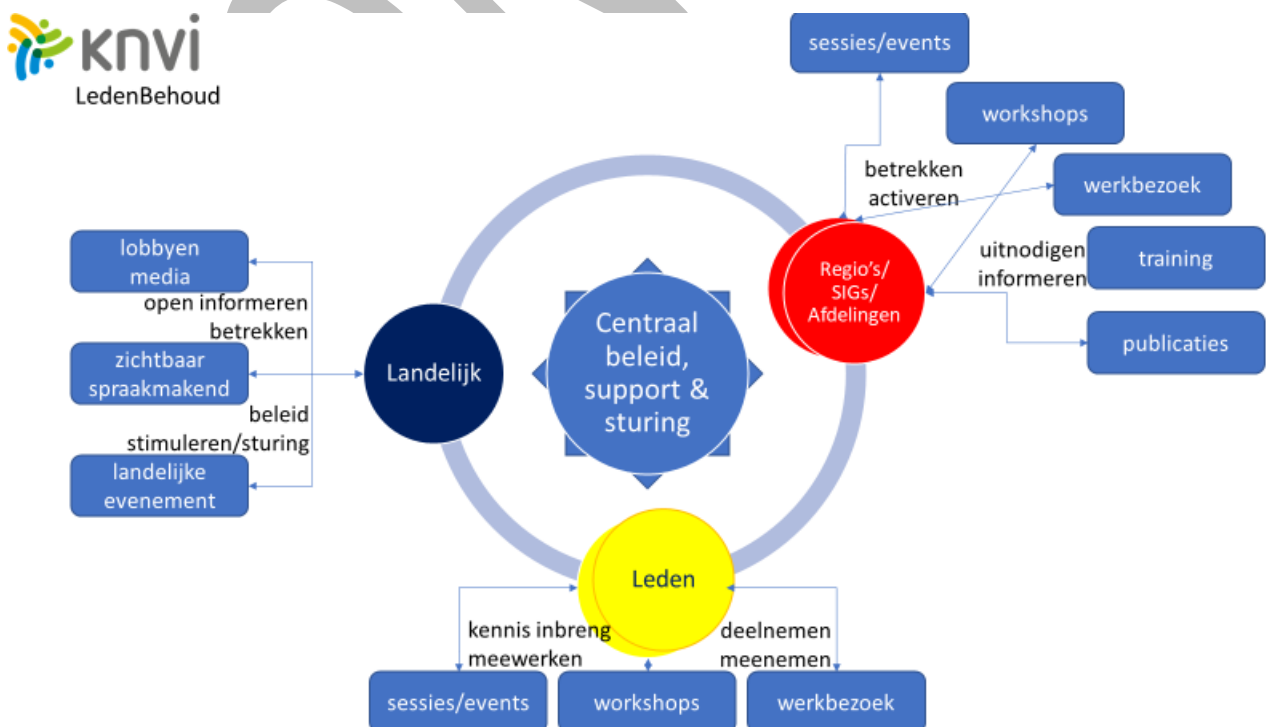 knvi
LedenBehoud
sessies/events
workshops
betrekken
activeren
werkbezoek
uitnodigen
informeren
training
publicaties
Regio's/
SIGs/
Afdelingen
lobbyen
media
open informeren
betrekken
zichtbaar
spraakmakend
beleid
stimuleren/sturing
landelijke
evenement
Landelijk
Centraal
beleid,
support &
sturing
Leden
kennis inbreng
meewerken
deelnemen
meenemen
sessies/events
workshops
werkbezoek